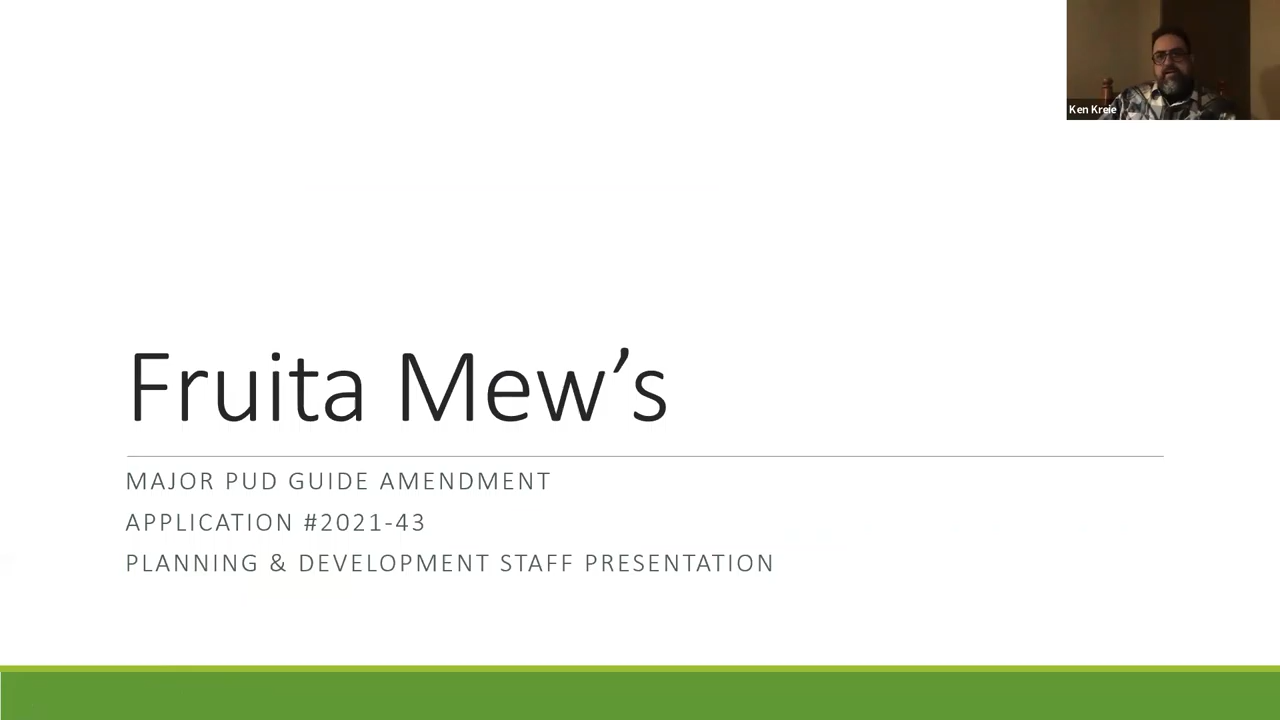 Ken Kreie
Fruita Mew’s
MAJOR PUD GUIDE AMENDMENT
APPLICATION #2021-43
PLANNING & DEVELOPMENT STAFF PRESENTATION